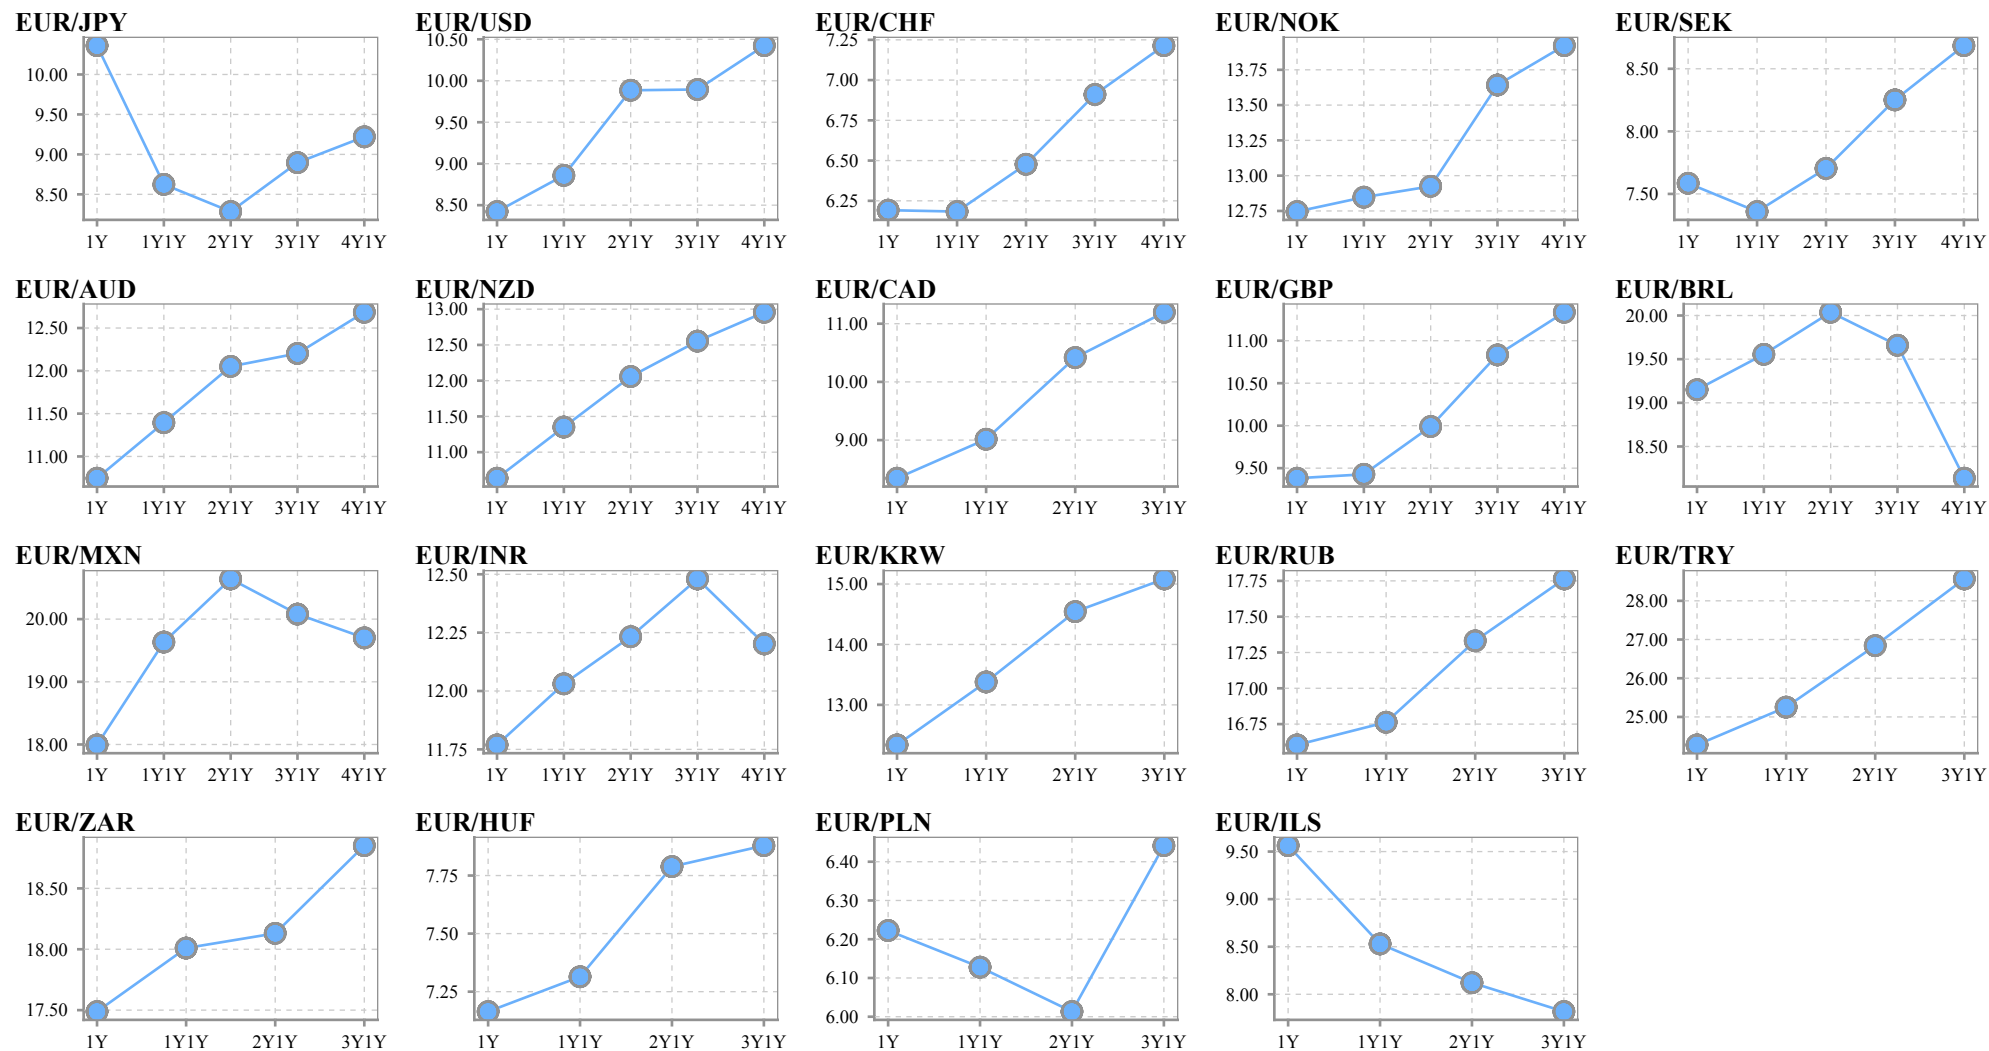 EUR/JPY
10.00
9.50
9.00
8.50
1Y 1Y1Y 2Y1Y 3Y1Y 4Y1Y
EUR/USD
10.50
10.00
9.50
9.00
8.50
1Y 1Y1Y 2Y1Y 3Y1Y 4Y1Y
EUR/CHF
7.25
7.00
6.75
6.50
6.25
1Y 1Y1Y 2Y1Y 3Y1Y 4Y1Y
EUR/NOK
13.75
13.50
13.25
13.00
12.75
1Y 1Y1Y 2Y1Y 3Y1Y 4Y1Y
EUR/SEK
8.50
8.00
7.50
1Y 1Y1Y 2Y1Y 3Y1Y 4Y1Y
EUR/AUD
12.50
12.00
11.50
11.00
1Y 1Y1Y 2Y1Y 3Y1Y 4Y1Y
EUR/NZD
13.00
12.50
12.00
11.50
11.00
1Y 1Y1Y 2Y1Y 3Y1Y 4Y1Y
EUR/CAD
11.00
10.00
9.00
1Y 1Y1Y 2Y1Y 3Y1Y
EUR/GBP
11.00
10.50
10.00
9.50
1Y 1Y1Y 2Y1Y 3Y1Y 4Y1Y
EUR/BRL
20.00
19.50
19.00
18.50
1Y 1Y1Y 2Y1Y 3Y1Y 4Y1Y
EUR/MXN
20.00
19.00
18.00
1Y 1Y1Y 2Y1Y 3Y1Y 4Y1Y
EUR/INR
12.50
12.25
12.00
11.75
1Y 1Y1Y 2Y1Y 3Y1Y 4Y1Y
EUR/KRW
15.00
14.00
13.00
1Y 1Y1Y 2Y1Y 3Y1Y
EUR/RUB
17.75
17.50
17.25
17.00
16.75
1Y 1Y1Y 2Y1Y 3Y1Y
EUR/TRY
28.00
27.00
26.00
25.00
1Y 1Y1Y 2Y1Y 3Y1Y
EUR/ZAR
18.50
18.00
17.50
1Y 1Y1Y 2Y1Y 3Y1Y
EUR/HUF
7.75
7.50
7.25
1Y 1Y1Y 2Y1Y 3Y1Y
EUR/PLN
6.40
6.30
6.20
6.10
6.00
1Y 1Y1Y 2Y1Y 3Y1Y
EUR/ILS
9.50
9.00
8.50
8.00
1Y 1Y1Y 2Y1Y 3Y1Y